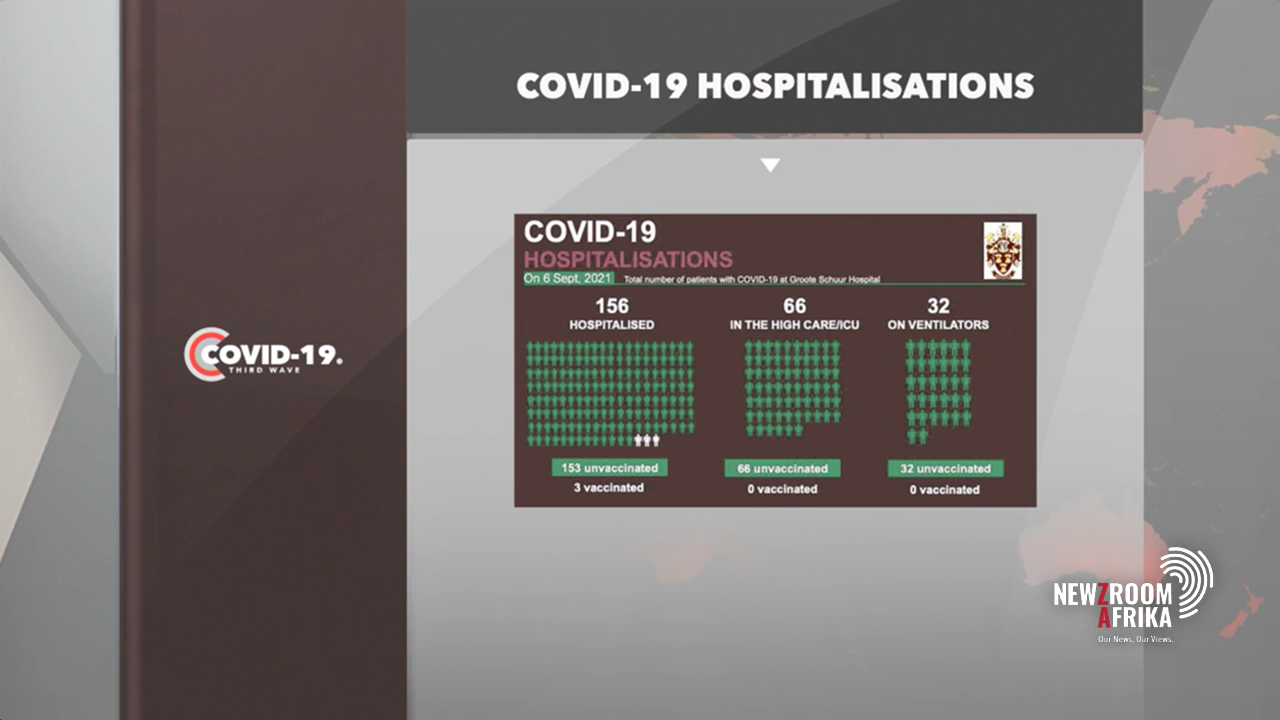 COVID-19 HOSPITALISATIONS
COVID-19
HOSPITALISATIONS
On 6 Sept, 2021 Total number of patients with COVID-19 at Groote Schuur Hospital
156 66 32
HOSPITALISED IN THE HIGH CARE/ICU ON VENTILATORS
153 unvaccinated 66 unvaccinated 32 unvaccinated
3 vaccinated 0 vaccinated 0 vaccinated
COVID-19.
THIRD WAVE
NEWZROOM
AFRIKA
Our News, Our Views.